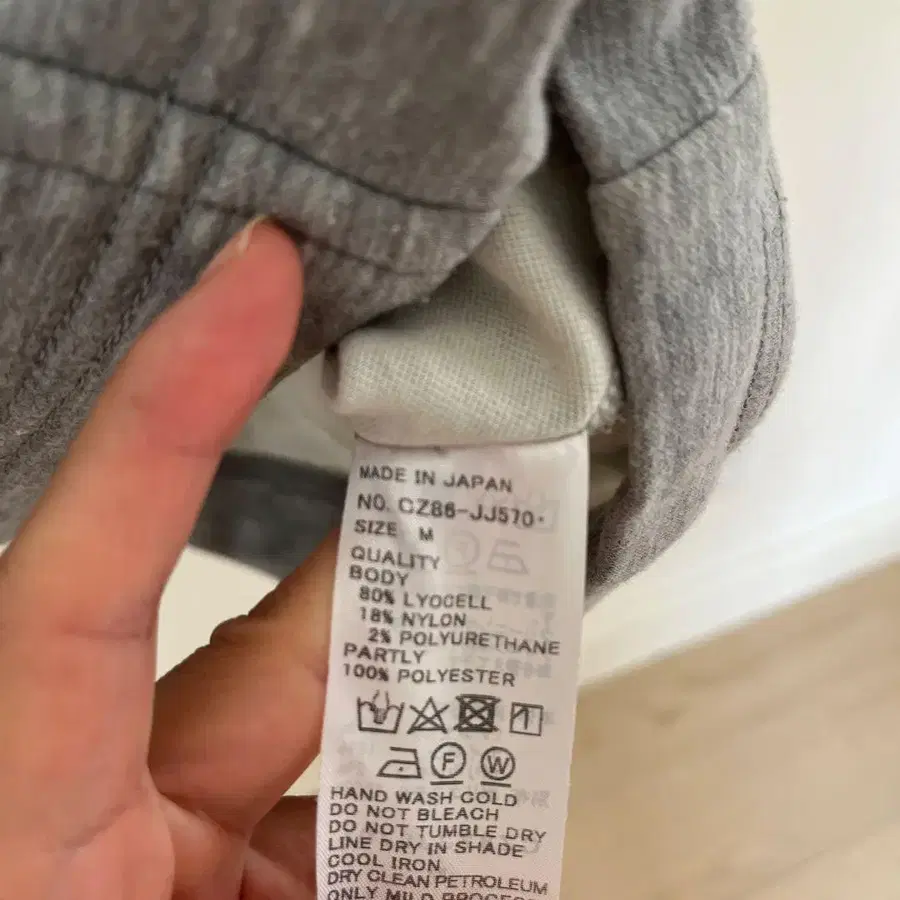 MADE IN JAPAN
NO. CZ86-JJ570.
SIZE M
QUALITY
BODY
80% LYOCELL
18% NYLON
2% POLYURETHANE
PARTLY
100% POLYESTER
F W
HAND WASH COLD
DO NOT BLEACH
DO NOT TUMBLE DRY
LINE DRY IN SHADE
COOL IRON
DRY CLEAN PETROLEUM
ONLY MILD PROCESS